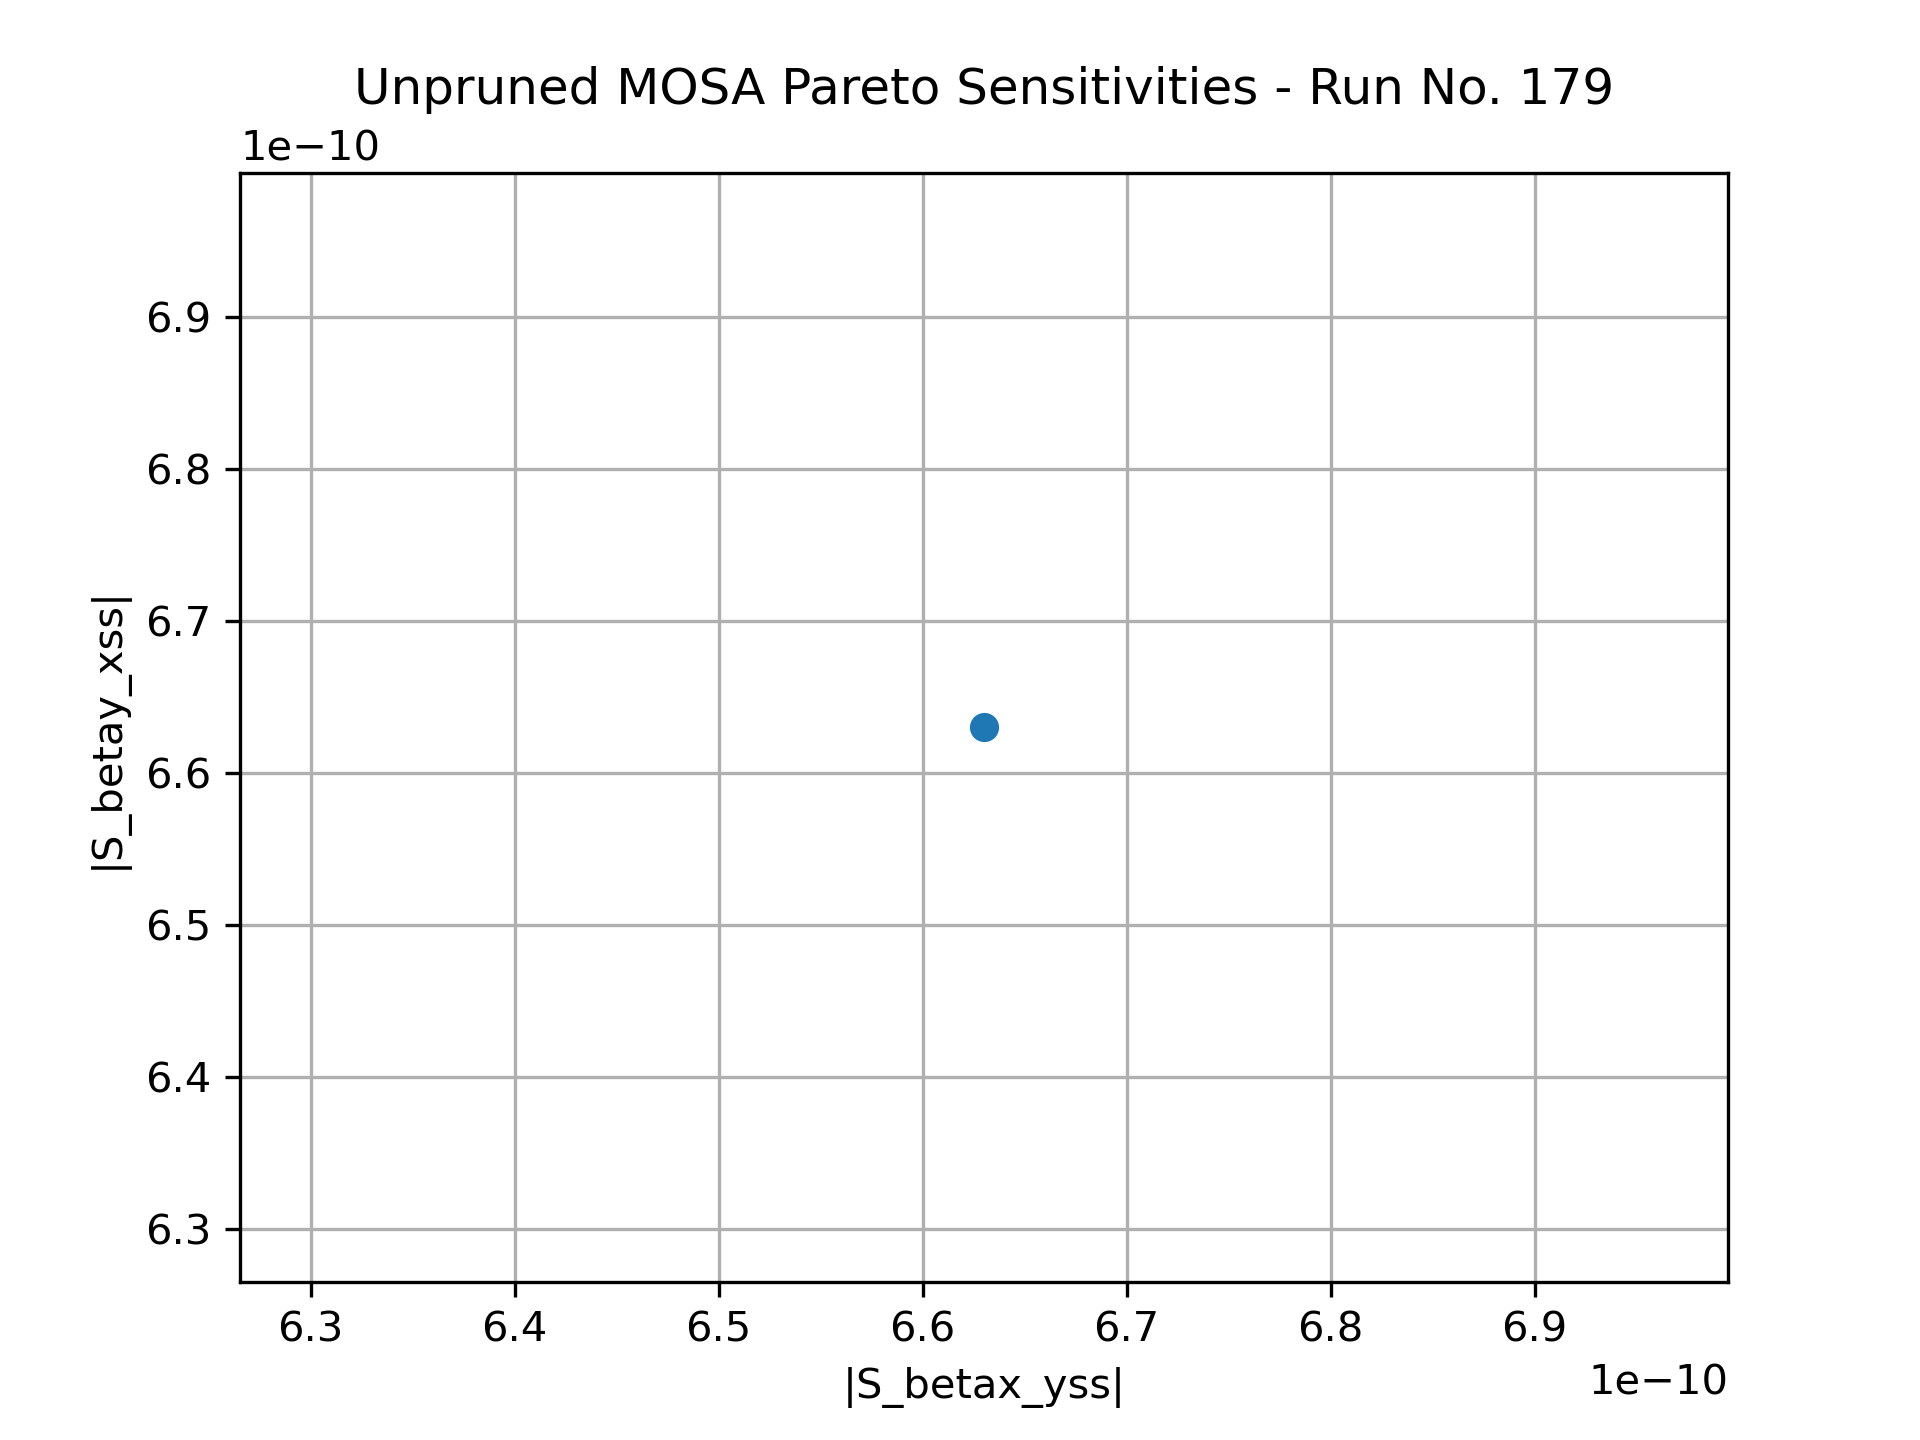 Unpruned MOSA Pareto Sensitivities - Run No. 179
1e−10
6.9
6.8
6.7
6.6
6.5
6.4
6.3
|S_betay_xss|
6.3 6.4 6.5 6.6 6.7 6.8 6.9
|S_betax_yss|
1e−10